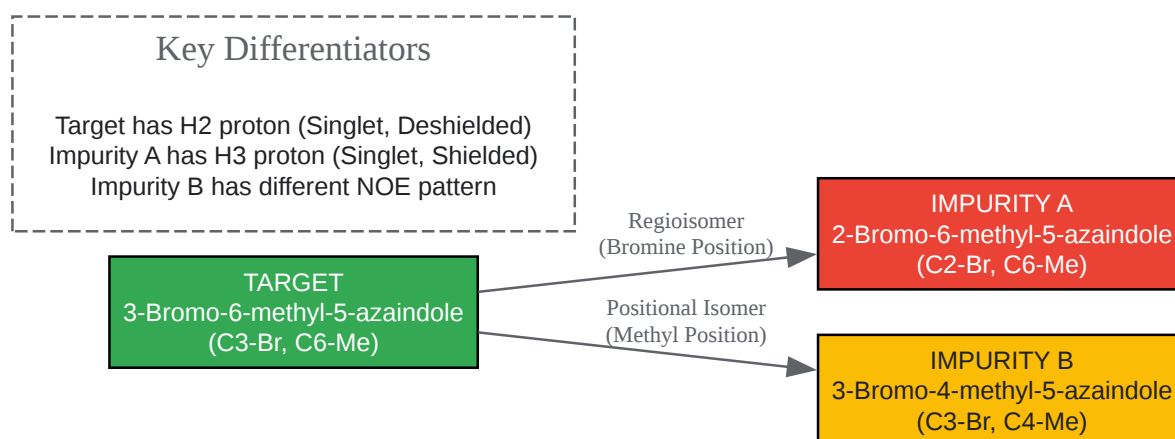 Key Differentiators
Target has H2 proton (Singlet, Deshielded)
Impurity A has H3 proton (Singlet, Shielded)
Impurity B has different NOE pattern
TARGET
3-Bromo-6-methyl-5-azaindole
(C3-Br, C6-Me)
Regioisomer
(Bromine Position)
Positional Isomer
(Methyl Position)
IMPURITY A
2-Bromo-6-methyl-5-azaindole
(C2-Br, C6-Me)
IMPURITY B
3-Bromo-4-methyl-5-azaindole
(C3-Br, C4-Me)